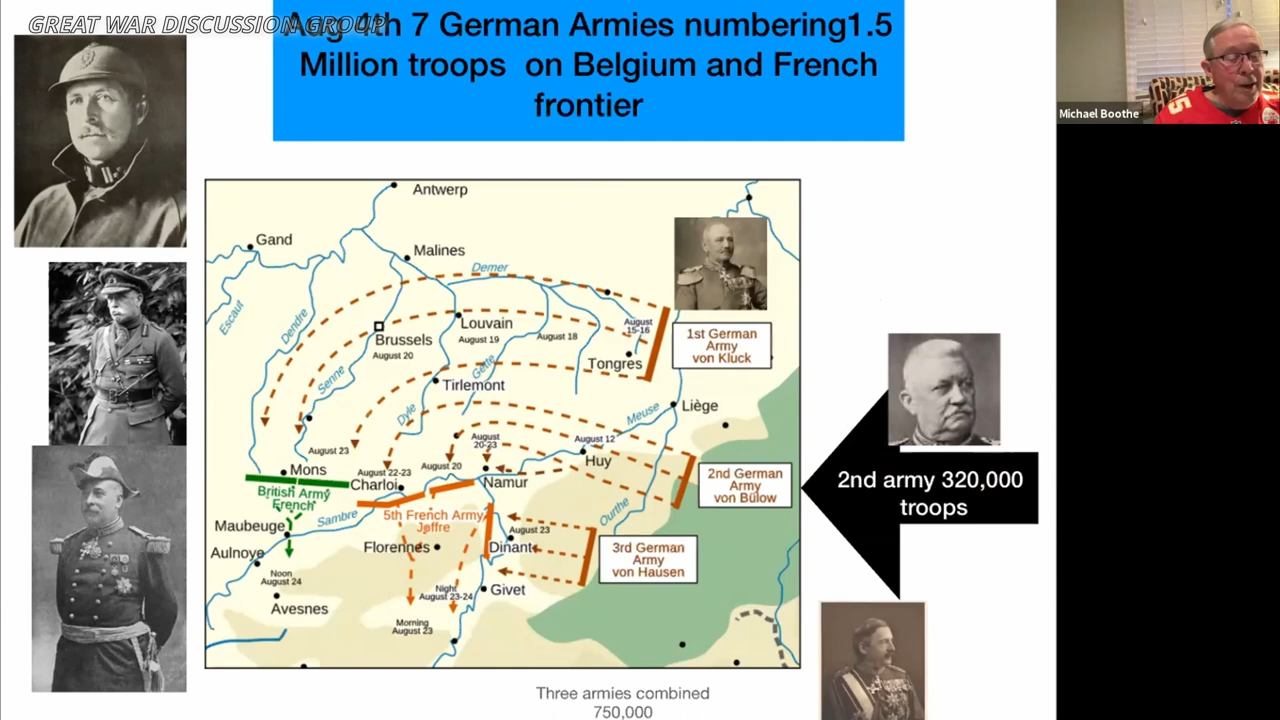 GREAT WAR DISCUSSION GROUP
Aug 4th 7 German Armies numbering1.5
Million troops on Belgium and French
frontier
Michael Boothe
15
Antwerp
Gand
Malines
Demer
Escaut
Dendre
Louvain
August 19
August 18
August
15-16
1st German
Army
von Kluck
Brussels
August 20
Tongres
Senne
Gette
Tirlemont
Dyle
Meuse
Liège
August 23
August
20-23
August 12
Huy
Mons
August 22-23
August 20
Charloi
Namur
2nd German
Army
von Bülow
2nd army 320,000
troops
British Army
French
Ourthe
5th French Army
Joffre
Sambre
Maubeuge
August 23
Aulnoye
Florennes
Dinant
3rd German
Army
von Hausen
Noon
August 24
Night
August 23-24
Givet
Avesnes
Morning
August 23
Three armies combined
750,000